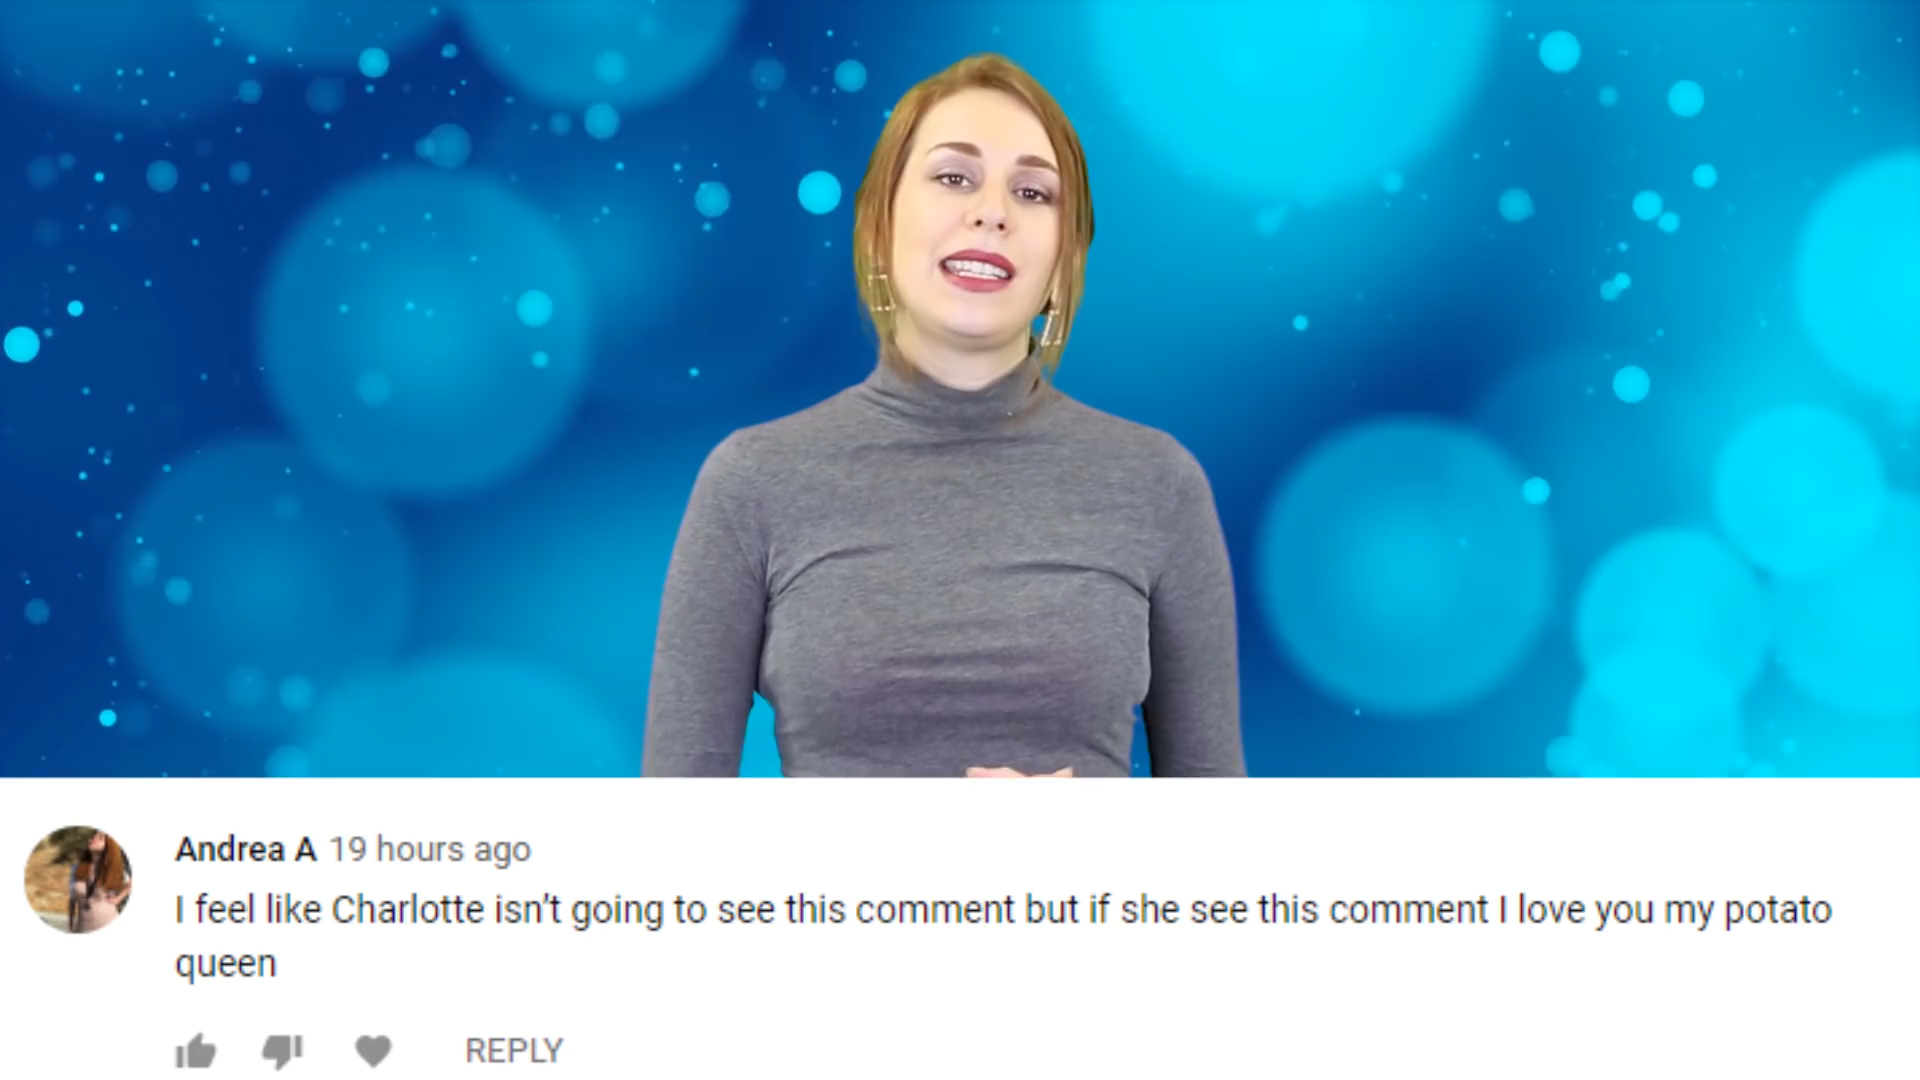 Andrea A 19 hours ago
I feel like Charlotte isn't going to see this comment but if she see this comment I love you my potato
queen
REPLY